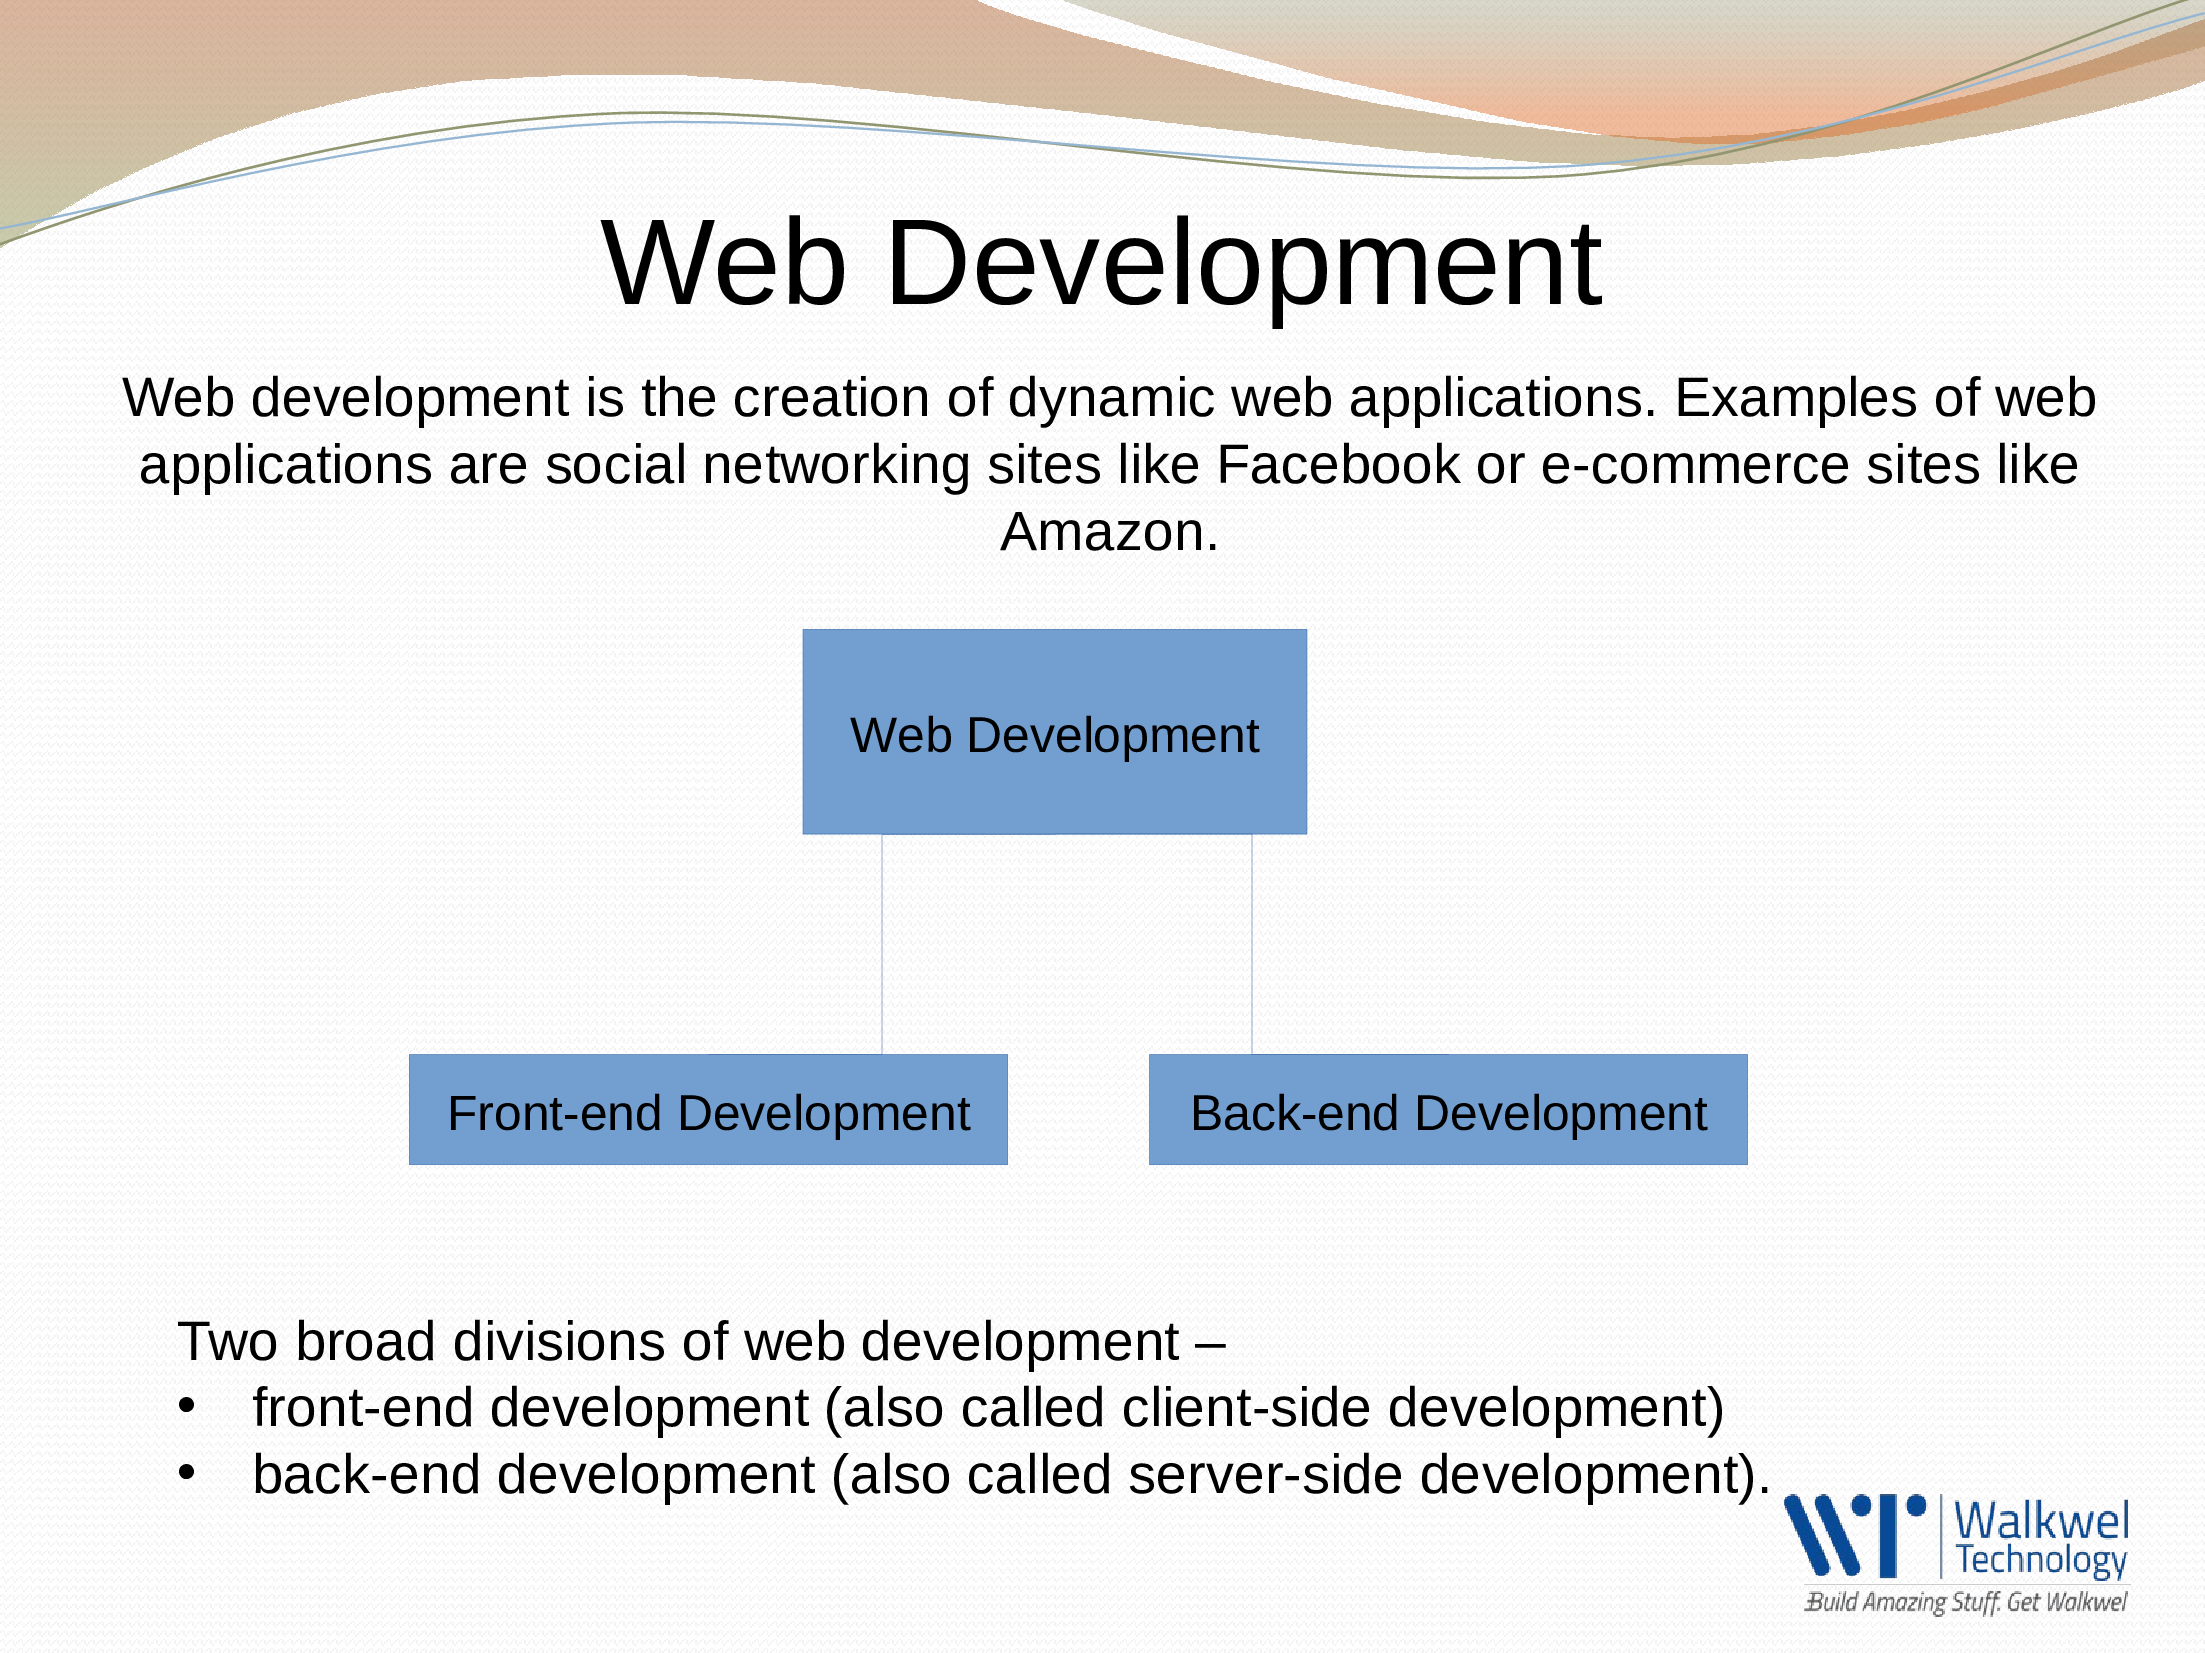 Web Development
Web development is the creation of dynamic web applications. Examples of web
applications are social networking sites like Facebook or e-commerce sites like
Amazon.
Web Development
Front-end Development
Back-end Development
Two broad divisions of web development –
• front-end development (also called client-side development)
• back-end development (also called server-side development).
WT
Walkwel
Technology
Build Amazing Stuff. Get Walkwel